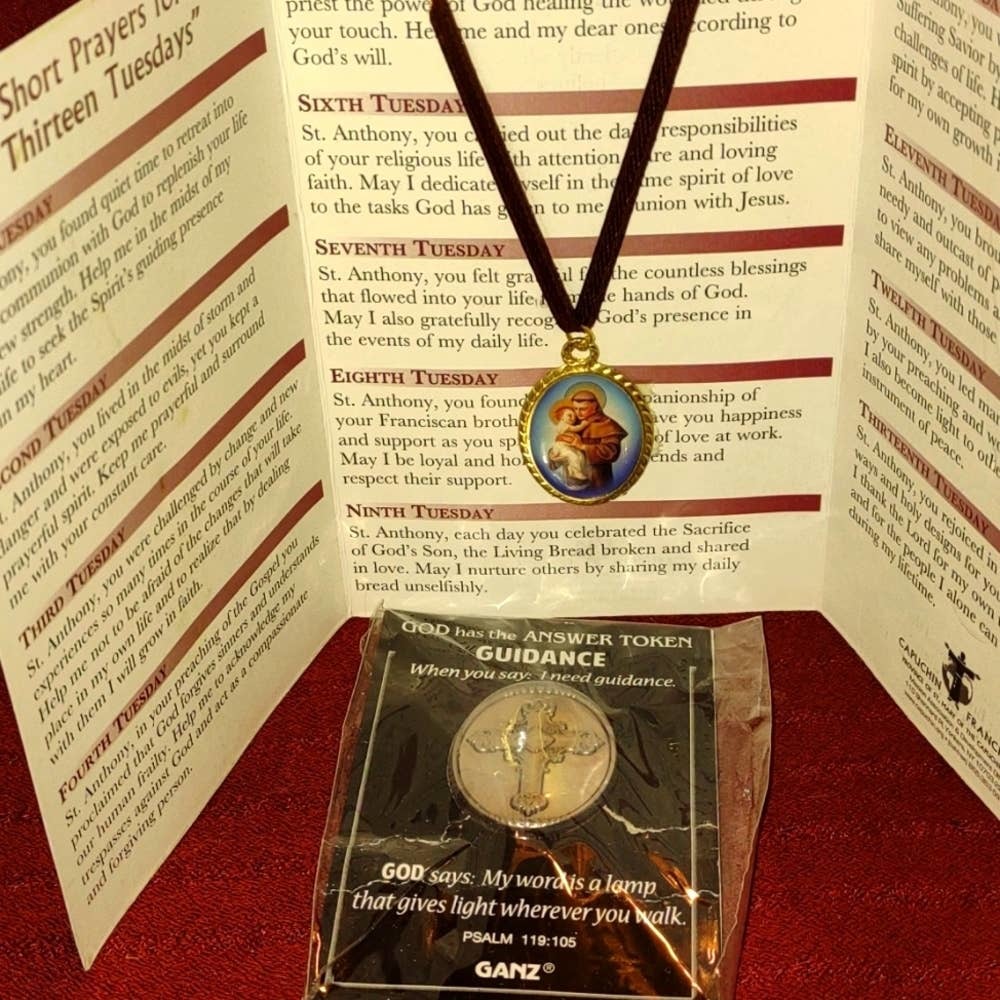 Short Prayers for
Thirteen Tuesdays”
TUESDAY
you found quiet time to retreat into
communion with God to replenish your life
strength. Help me in the midst of my
life to seek the Spirit's guiding presence
in my heart.
SECOND TUESDAY
St. Anthony, you lived in the midst of storm and
danger and were exposed to evils, yet you kept a
prayerful spirit. Keep me prayerful and surround
me with your constant care.
THIRD TUESDAY
St. Anthony, you were challenged by change and new
experiences so many times in the course of your life.
Help me not to be afraid of the changes that will take
place in my own life and to realize that by dealing
with them I will grow in faith.
FOURTH TUESDAY
St. Anthony, in your preaching of the Gospel you
proclaimed that God forgives sinners and understands
our human frailty. Help me to acknowledge my
trespasses against God and act as a compassionate
and forgiving person.
priest the power of God healing the
your touch. me and my dear ones according to
God's will.
SIXTH TUESDAY
St. Anthony, you carried out the responsibilities
of your religious life with attention and loving
faith. May I dedicate myself in the same spirit of love
to the tasks God has given to me union with Jesus.
SEVENTH TUESDAY
St. Anthony, you felt the countless blessings
that flowed into your life hands of God.
May I also gratefully God's presence in
the events of my daily life.
EIGHTH TUESDAY
St. Anthony, you found companionship of
your Franciscan you happiness
and support as you of love at work.
May I be loyal and and
respect their support.
NINTH TUESDAY
St. Anthony, each day you celebrated the Sacrifice
of God's Son, the Living Bread broken and shared
in love. May I nurture others by sharing my daily
bread unselfishly.
Suffering Savior
challenges of life.
spirit by accepting
for my own growth
ELEVENTH TUESDAY
St. Anthony, you
needy and outcast of
to view any problems
share myself with those
TWELFTH TUESDAY
St. Anthony, you led
by your preaching and
I also become light to
instrument of peace.
THIRTEENTH TUESDAY
St. Anthony, you rejoiced in
ways and holy designs for
I thank the Lord for my own
and for the people I alone can
during my lifetime.
CAPUCHIN
GOD has the ANSWER TOKEN
GUIDANCE
When you say: I need guidance.
GOD says: My word is a lamp
that gives light wherever you walk.
PSALM 119:105
GANZ®